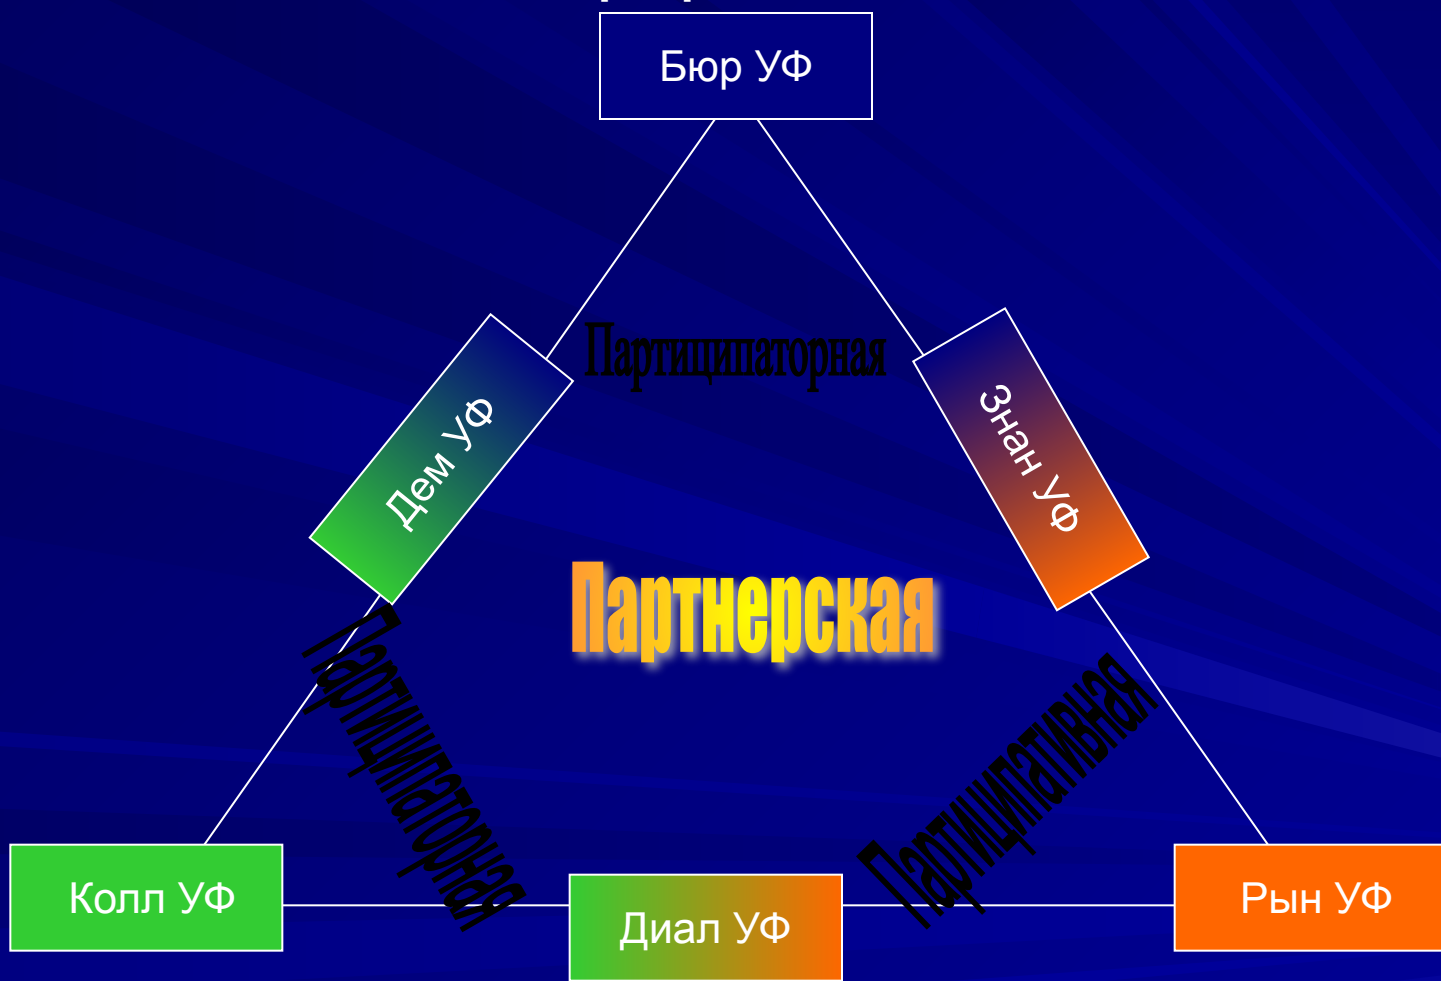 Бюр УФ
Партиципаторная
Дем УФ
Знан УФ
Партнерская
Партиципаторная
Партиципативная
Колл УФ
Диал УФ
Рын УФ